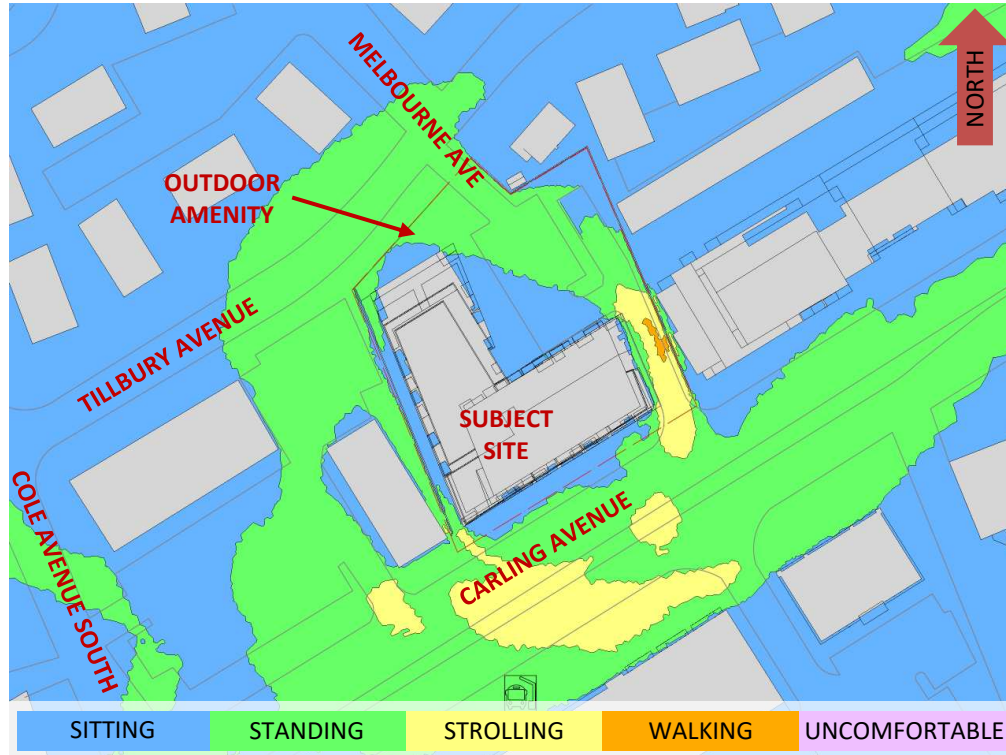 NORTH
MELBOURNE AVE
OUTDOOR
AMENITY
TILLBURY AVENUE
SUBJECT
SITE
COLE AVENUE SOUTH
CARLING AVENUE
SITTING
STANDING
STROLLING
WALKING
UNCOMFORTABLE